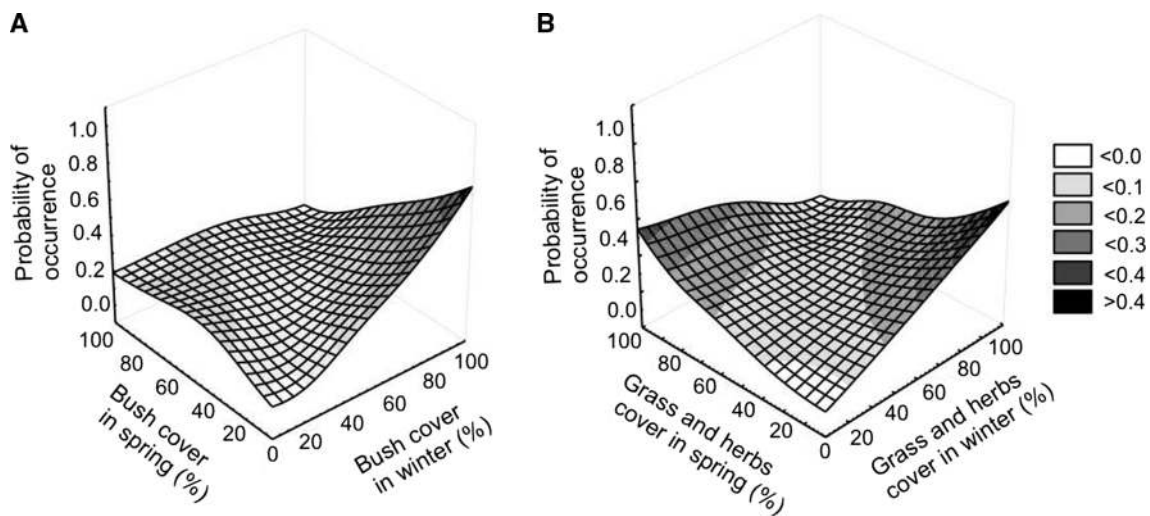 A
Probability of
occurrence
1.0
0.8
0.6
0.4
0.2
0.0
100
80
60
40
20
0
Bush cover
in spring (%)
20
40
60
80
100
Bush cover
in winter (%)
B
Probability of
occurrence
1.0
0.8
0.6
0.4
0.2
0.0
100
80
60
40
20
0
Grass and herbs
cover in spring (%)
20
40
60
80
100
Grass and herbs
cover in winter (%)
<0.0
<0.1
<0.2
<0.3
<0.4
>0.4